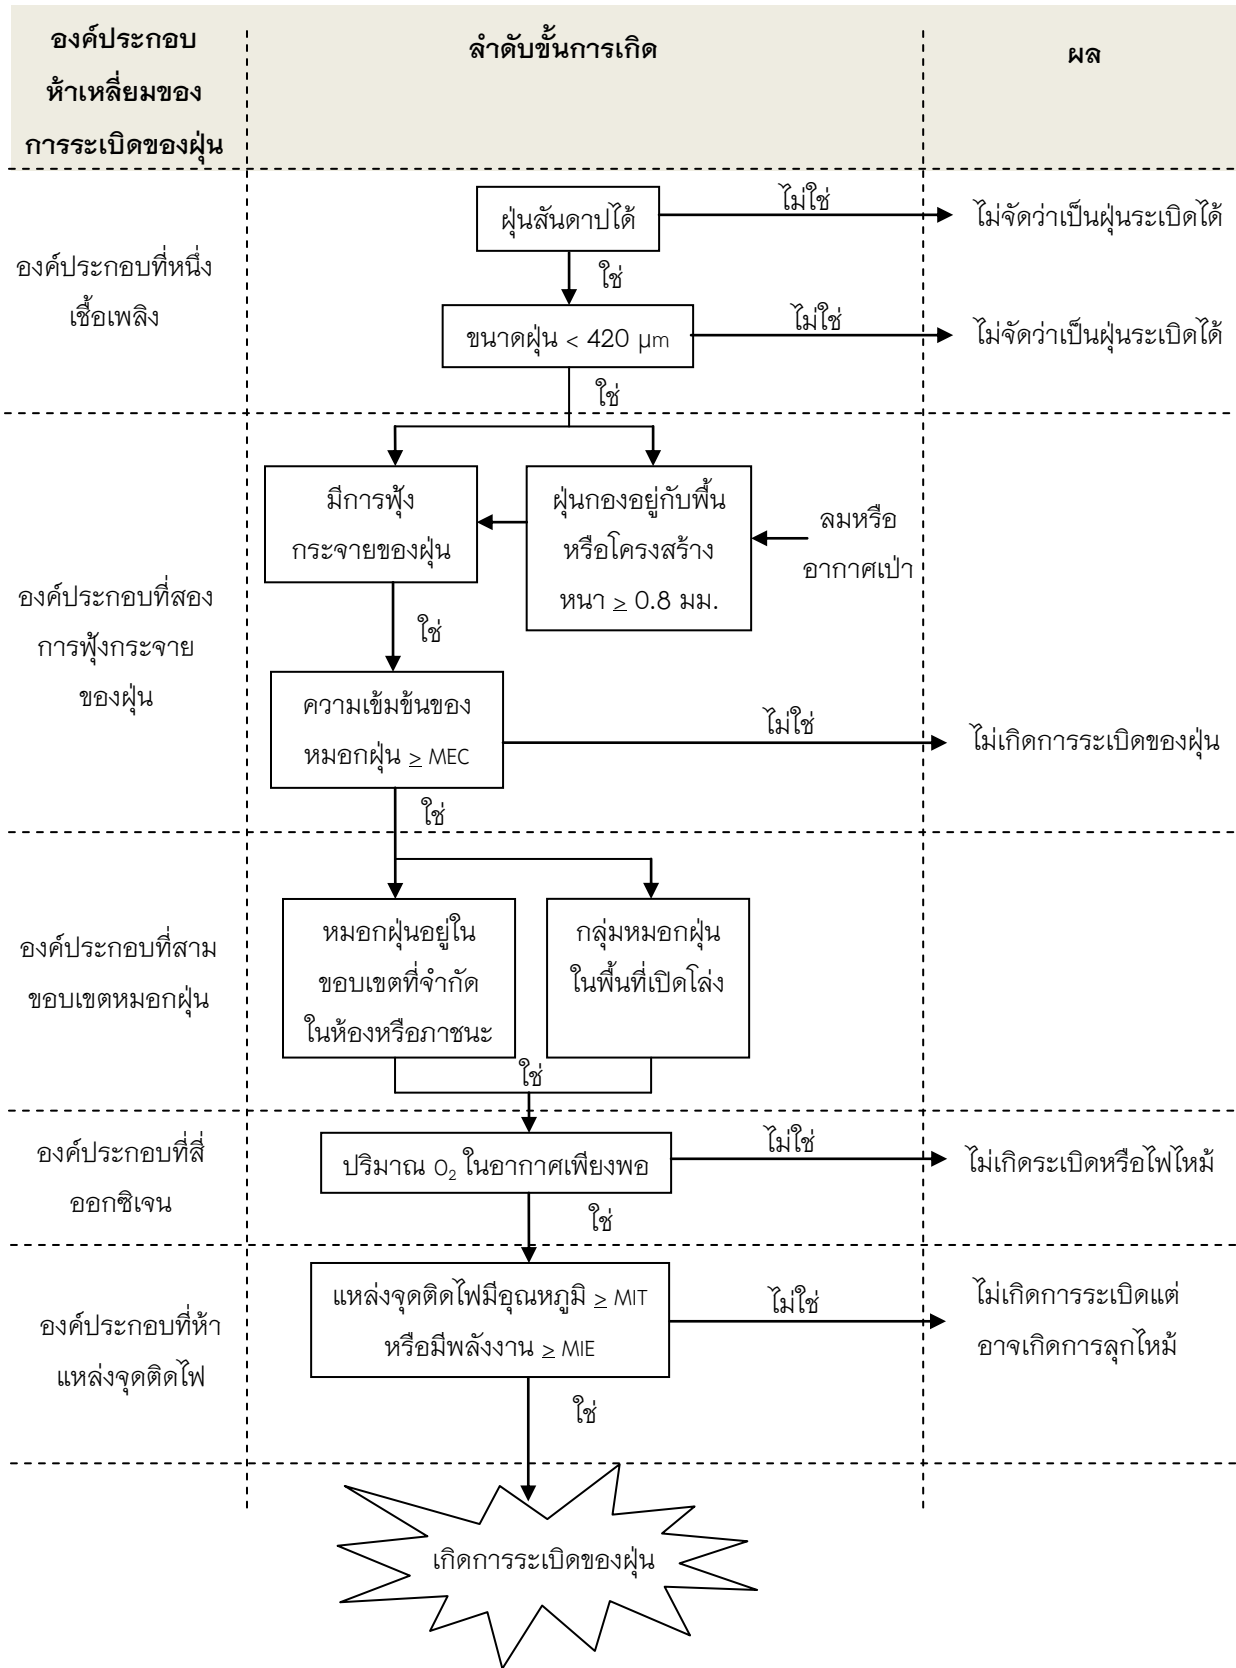 องค์ประกอบ
ห้าเหลี่ยมของ
การระเบิดของฝุ่น
ลำดับขั้นการเกิด
ผล
องค์ประกอบที่หนึ่ง
เชื้อเพลิง
ฝุ่นสันดาปได้
ไม่ใช่
ไม่จัดว่าเป็นฝุ่นระเบิดได้
ใช่
ขนาดฝุ่น < 420 µm
ไม่ใช่
ไม่จัดว่าเป็นฝุ่นระเบิดได้
ใช่
องค์ประกอบที่สอง
การฟุ้งกระจาย
ของฝุ่น
มีการฟุ้ง
กระจายของฝุ่น
ฝุ่นกองอยู่กับพื้น
หรือโครงสร้าง
หนา ≥ 0.8 มม.
ลมหรือ
อากาศเป่า
ใช่
ความเข้มข้นของ
หมอกฝุ่น ≥ MEC
ไม่ใช่
ไม่เกิดการระเบิดของฝุ่น
ใช่
องค์ประกอบที่สาม
ขอบเขตหมอกฝุ่น
หมอกฝุ่นอยู่ใน
ขอบเขตที่จำกัด
ในห้องหรือภาชนะ
กลุ่มหมอกฝุ่น
ในพื้นที่เปิดโล่ง
ใช่
องค์ประกอบที่สี่
ออกซิเจน
ปริมาณ O₂ ในอากาศเพียงพอ
ไม่ใช่
ไม่เกิดระเบิดหรือไฟไหม้
ใช่
องค์ประกอบที่ห้า
แหล่งจุดติดไฟ
แหล่งจุดติดไฟมีอุณหภูมิ ≥ MIT
หรือมีพลังงาน ≥ MIE
ไม่ใช่
ไม่เกิดการระเบิดแต่
อาจเกิดการลุกไหม้
ใช่
เกิดการระเบิดของฝุ่น